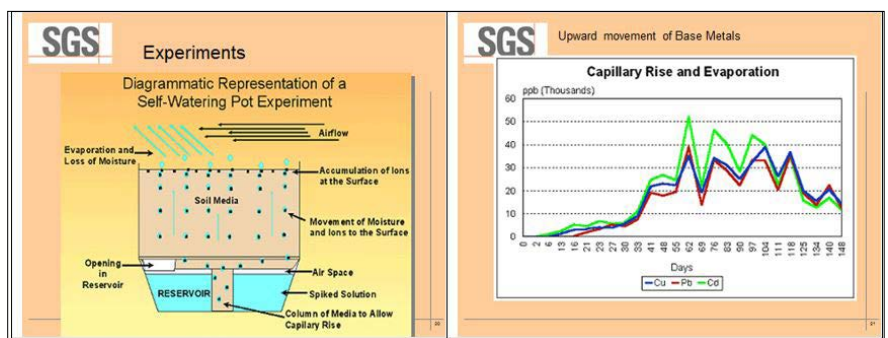 SGS
Experiments
Diagrammatic Representation of a
Self-Watering Pot Experiment
Airflow
Evaporation and
Loss of Moisture
Accumulation of Ions
at the Surface
Soil Media
Movement of Moisture
and Ions to the Surface
Opening
in
Reservoir
Air Space
RESERVOIR
Spiked Solution
Column of Media to Allow
Capillary Rise
SGS
Upward movement of Base Metals
Capillary Rise and Evaporation
ppb (Thousands)
60
50
40
30
20
10
0
0 2 6 13 16 21 23 27 30 33 41 48 55 62 69 76 83 90 97 104 111 118 125 134 140 148
Days
Cu Pb Cd